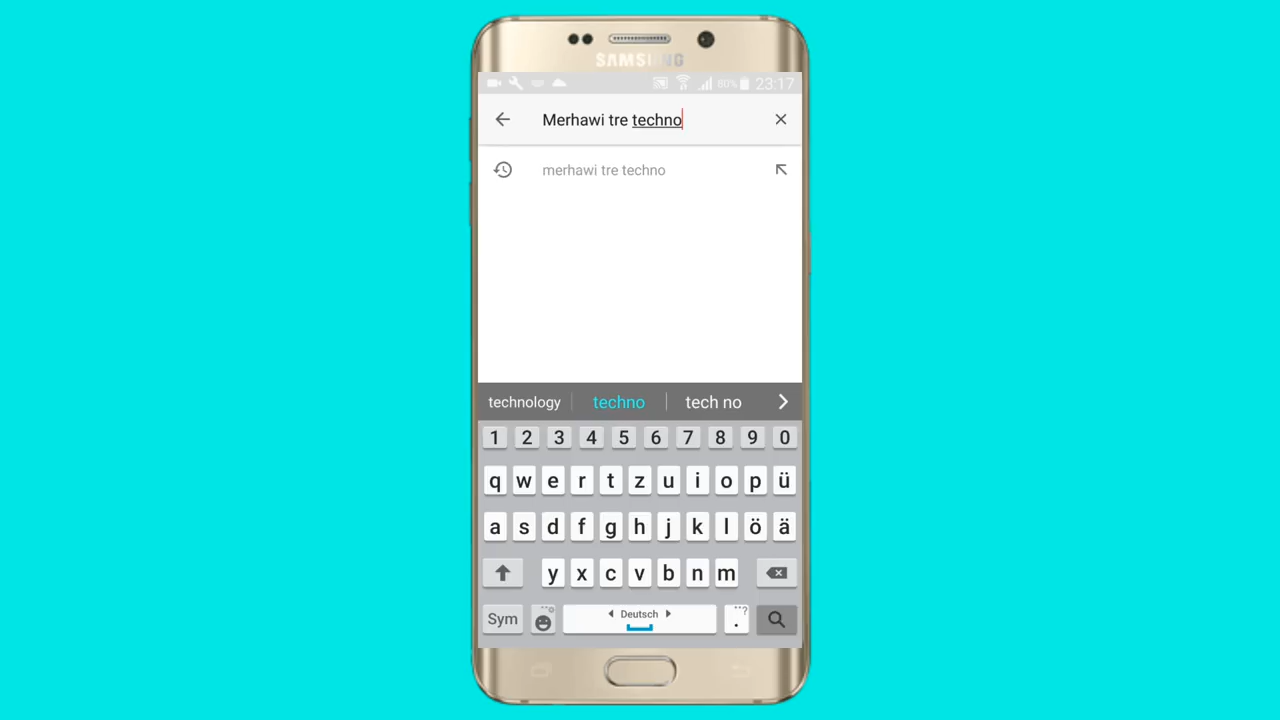 SAMSUNG
80% 23:17
Merhawi tre techno
merhawi tre techno
technology techno tech no
1 2 3 4 5 6 7 8 9 0
q w e r t z u i o p ü
a s d f g h j k l ö ä
y x c v b n m
Sym Deutsch . ?